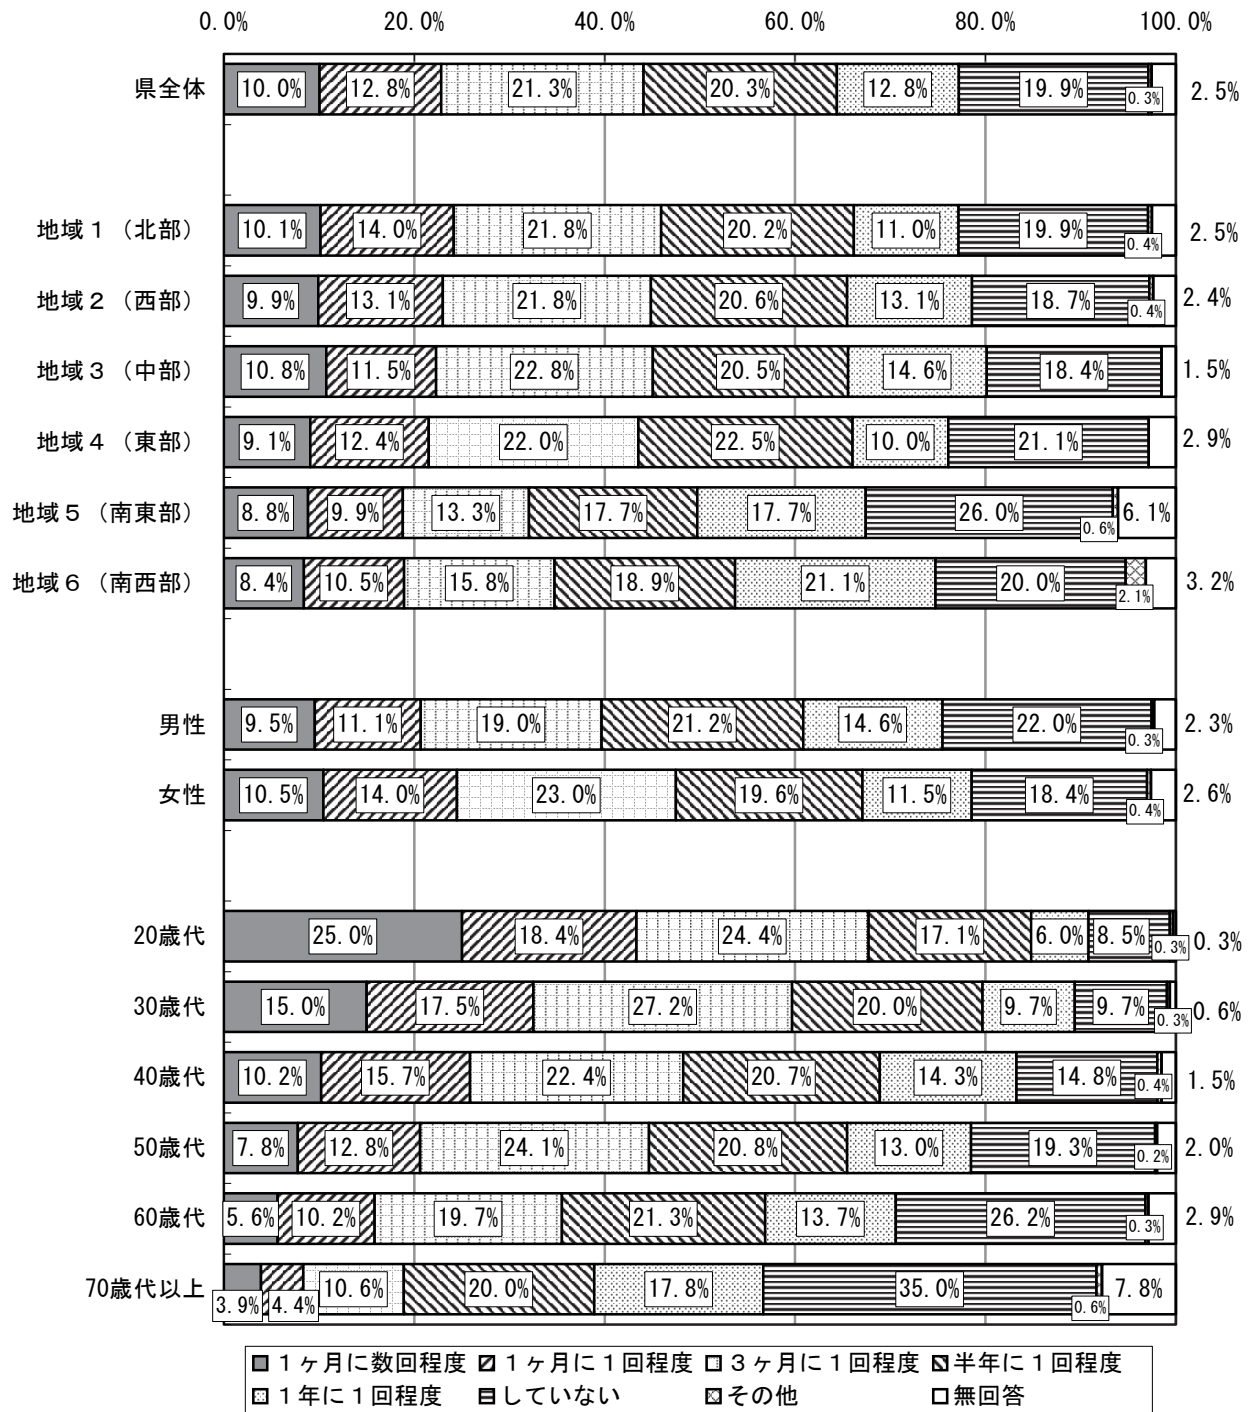 0.0% 20.0% 40.0% 60.0% 80.0% 100.0%
県全体 10.0% 12.8% 21.3% 20.3% 12.8% 19.9% 0.3% 2.5%
地域１（北部） 10.1% 14.0% 21.8% 20.2% 11.0% 19.9% 0.4% 2.5%
地域２（西部） 9.9% 13.1% 21.8% 20.6% 13.1% 18.7% 0.4% 2.4%
地域３（中部） 10.8% 11.5% 22.8% 20.5% 14.6% 18.4% 1.5%
地域４（東部） 9.1% 12.4% 22.0% 22.5% 10.0% 21.1% 2.9%
地域５（南東部） 8.8% 9.9% 13.3% 17.7% 17.7% 26.0% 0.6% 6.1%
地域６（南西部） 8.4% 10.5% 15.8% 18.9% 21.1% 20.0% 2.1% 3.2%
男性 9.5% 11.1% 19.0% 21.2% 14.6% 22.0% 0.3% 2.3%
女性 10.5% 14.0% 23.0% 19.6% 11.5% 18.4% 0.4% 2.6%
20歳代 25.0% 18.4% 24.4% 17.1% 6.0% 8.5% 0.3% 0.3%
30歳代 15.0% 17.5% 27.2% 20.0% 9.7% 9.7% 0.3% 0.6%
40歳代 10.2% 15.7% 22.4% 20.7% 14.3% 14.8% 0.4% 1.5%
50歳代 7.8% 12.8% 24.1% 20.8% 13.0% 19.3% 0.2% 2.0%
60歳代 5.6% 10.2% 19.7% 21.3% 13.7% 26.2% 0.3% 2.9%
70歳代以上 3.9% 4.4% 10.6% 20.0% 17.8% 35.0% 0.6% 7.8%
１ヶ月に数回程度 １ヶ月に１回程度 ３ヶ月に１回程度 半年に１回程度
１年に１回程度 していない その他 無回答